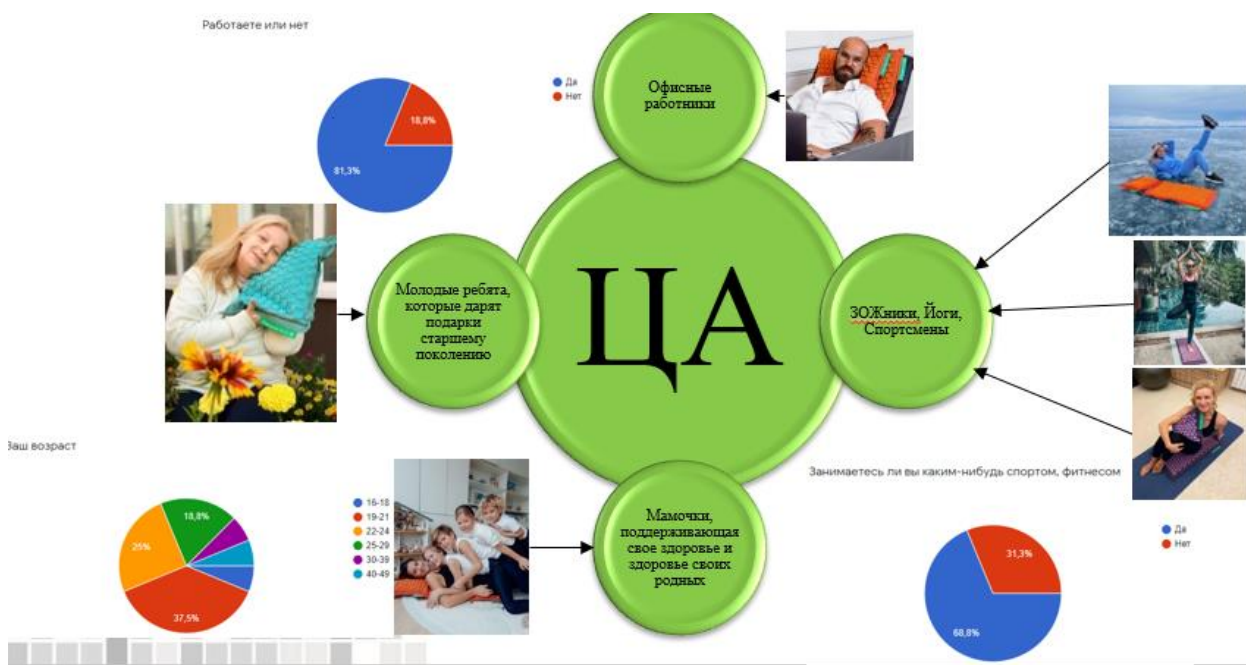 Работаете или нет
Да
Нет
18,8%
81,3%
Офисные
работники
ЦА
Молодые ребята,
которые дарят
подарки
старшему
поколению
ЗОЖники, Йоги,
Спортсмены
Мамочки,
поддерживающая
свое здоровье и
здоровье своих
родных
Ваш возраст
16-18
19-21
22-24
25-29
30-39
40-49
18,8%
25%
37,5%
Занимаетесь ли вы каким-нибудь спортом, фитнесом
Да
Нет
31,3%
68,8%